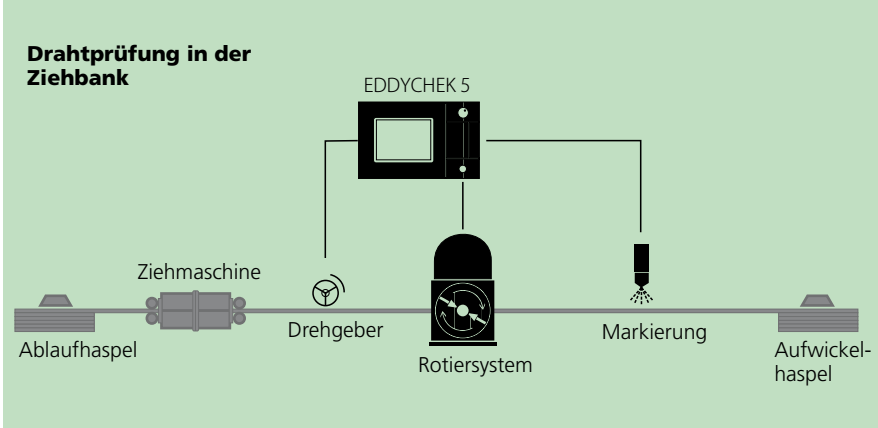 Drahtprüfung in der
Ziehbank
EDDYCHEK 5
Ziehmaschine
Drehgeber
Markierung
Ablaufhaspel
Rotiersystem
Aufwickel-
haspel